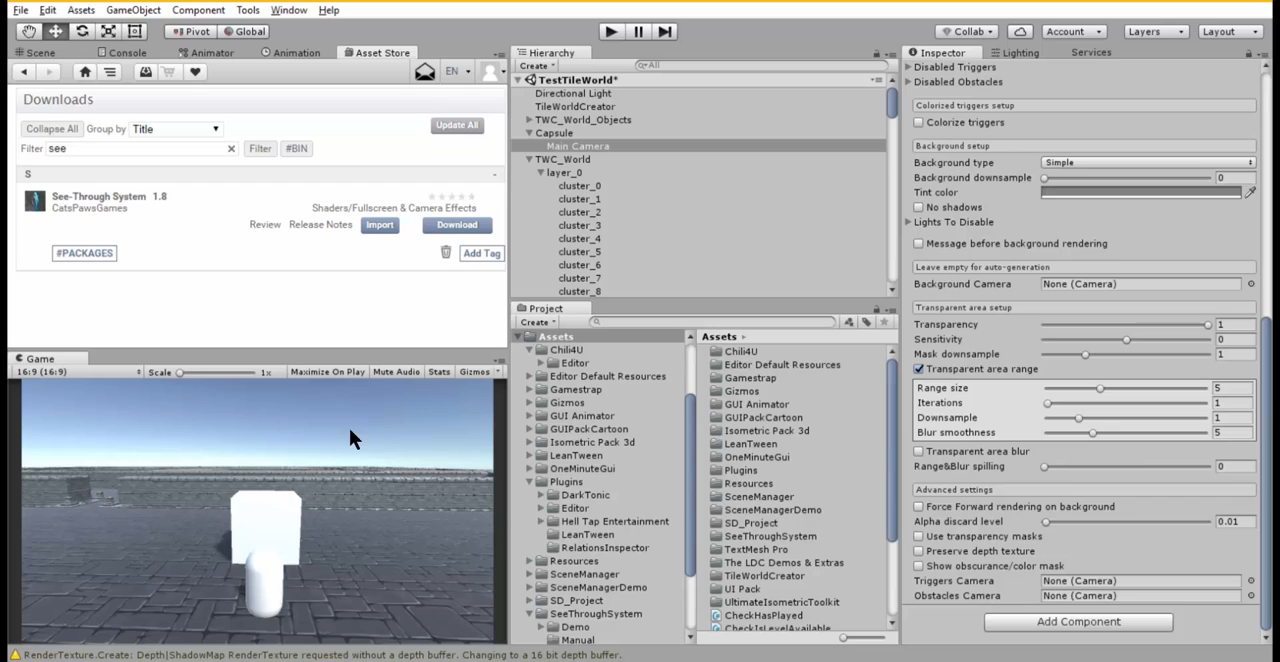 File Edit Assets GameObject Component Tools Window Help
Pivot Global
Collab Account Layers Layout
Scene Console Animator Animation Asset Store
EN
Downloads
Collapse All Group by Title Update All
Filter see Filter #BIN
S
See-Through System 1.8
CatsPawsGames Shaders/Fullscreen & Camera Effects
Review Release Notes Import Download
#PACKAGES Add Tag
Game
16:9 (16:9) Scale 1x Maximize On Play Mute Audio Stats Gizmos
Hierarchy
Create All
TestTileWorld*
Directional Light
TileWorldCreator
TWC_World_Objects
Capsule
Main Camera
TWC_World
layer_0
cluster_0
cluster_1
cluster_2
cluster_3
cluster_4
cluster_5
cluster_6
cluster_7
cluster_8
Project
Create
Assets
Chili4U
Editor
Editor Default Resources
Gamestrap
Gizmos
GUI Animator
GUIPackCartoon
Isometric Pack 3d
LeanTween
OneMinuteGui
Plugins
DarkTonic
Editor
Hell Tap Entertainment
LeanTween
RelationsInspector
Resources
SceneManager
SceneManagerDemo
SD_Project
SeeThroughSystem
Demo
Manual
Assets
Chili4U
Editor Default Resources
Gamestrap
Gizmos
GUI Animator
GUIPackCartoon
Isometric Pack 3d
LeanTween
OneMinuteGui
Plugins
Resources
SceneManager
SceneManagerDemo
SD_Project
SeeThroughSystem
TextMesh Pro
The LDC Demos & Extras
TileWorldCreator
UI Pack
UltimateIsometricToolkit
CheckHasPlayed
CheckIsLevelAvailable
Inspector Lighting Services
Disabled Triggers
Disabled Obstacles
Colorized triggers setup
Colorize triggers
Background setup
Background type Simple
Background downsample 0
Tint color
No shadows
Lights To Disable
Message before background rendering
Leave empty for auto-generation
Background Camera None (Camera)
Transparent area setup
Transparency 1
Sensitivity 0
Mask downsample 1
Transparent area range
Range size 5
Iterations 1
Downsample 1
Blur smoothness 5
Transparent area blur
Range&Blur spilling 0
Advanced settings
Force Forward rendering on background
Alpha discard level 0.01
Use transparency masks
Preserve depth texture
Show obscurance/color mask
Triggers Camera None (Camera)
Obstacles Camera None (Camera)
Add Component
RenderTexture.Create: Depth|ShadowMap RenderTexture requested without a depth buffer. Changing to a 16 bit depth buffer.